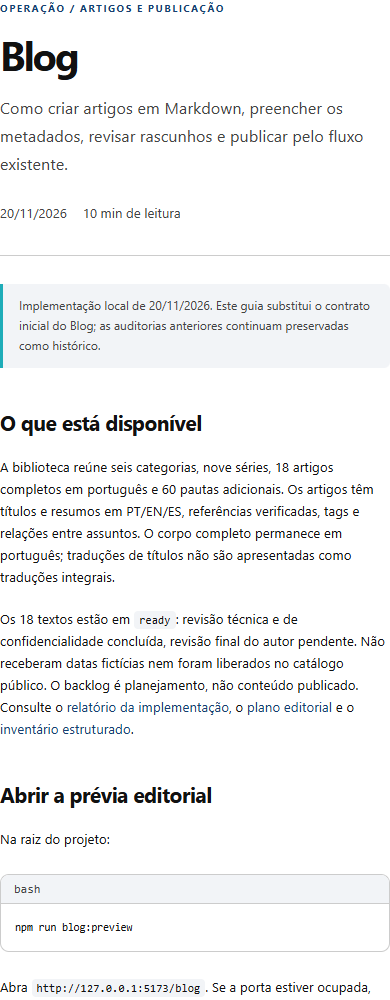 OPERAÇÃO / ARTIGOS E PUBLICAÇÃO
Blog
Como criar artigos em Markdown, preencher os
metadados, revisar rascunhos e publicar pelo fluxo
existente.
20/11/2026 10 min de leitura
Implementação local de 20/11/2026. Este guia substitui o contrato
inicial do Blog; as auditorias anteriores continuam preservadas
como histórico.
O que está disponível
A biblioteca reúne seis categorias, nove séries, 18 artigos
completos em português e 60 pautas adicionais. Os artigos têm
títulos e resumos em PT/EN/ES, referências verificadas, tags e
relações entre assuntos. O corpo completo permanece em
português; traduções de títulos não são apresentadas como
traduções integrais.
Os 18 textos estão em ready: revisão técnica e de
confidencialidade concluída, revisão final do autor pendente. Não
receberam datas fictícias nem foram liberados no catálogo
público. O backlog é planejamento, não conteúdo publicado.
Consulte o relatório da implementação, o plano editorial e o
inventário estruturado.
Abrir a prévia editorial
Na raiz do projeto:
bash
npm run blog:preview
Abra http://127.0.0.1:5173/blog. Se a porta estiver ocupada,